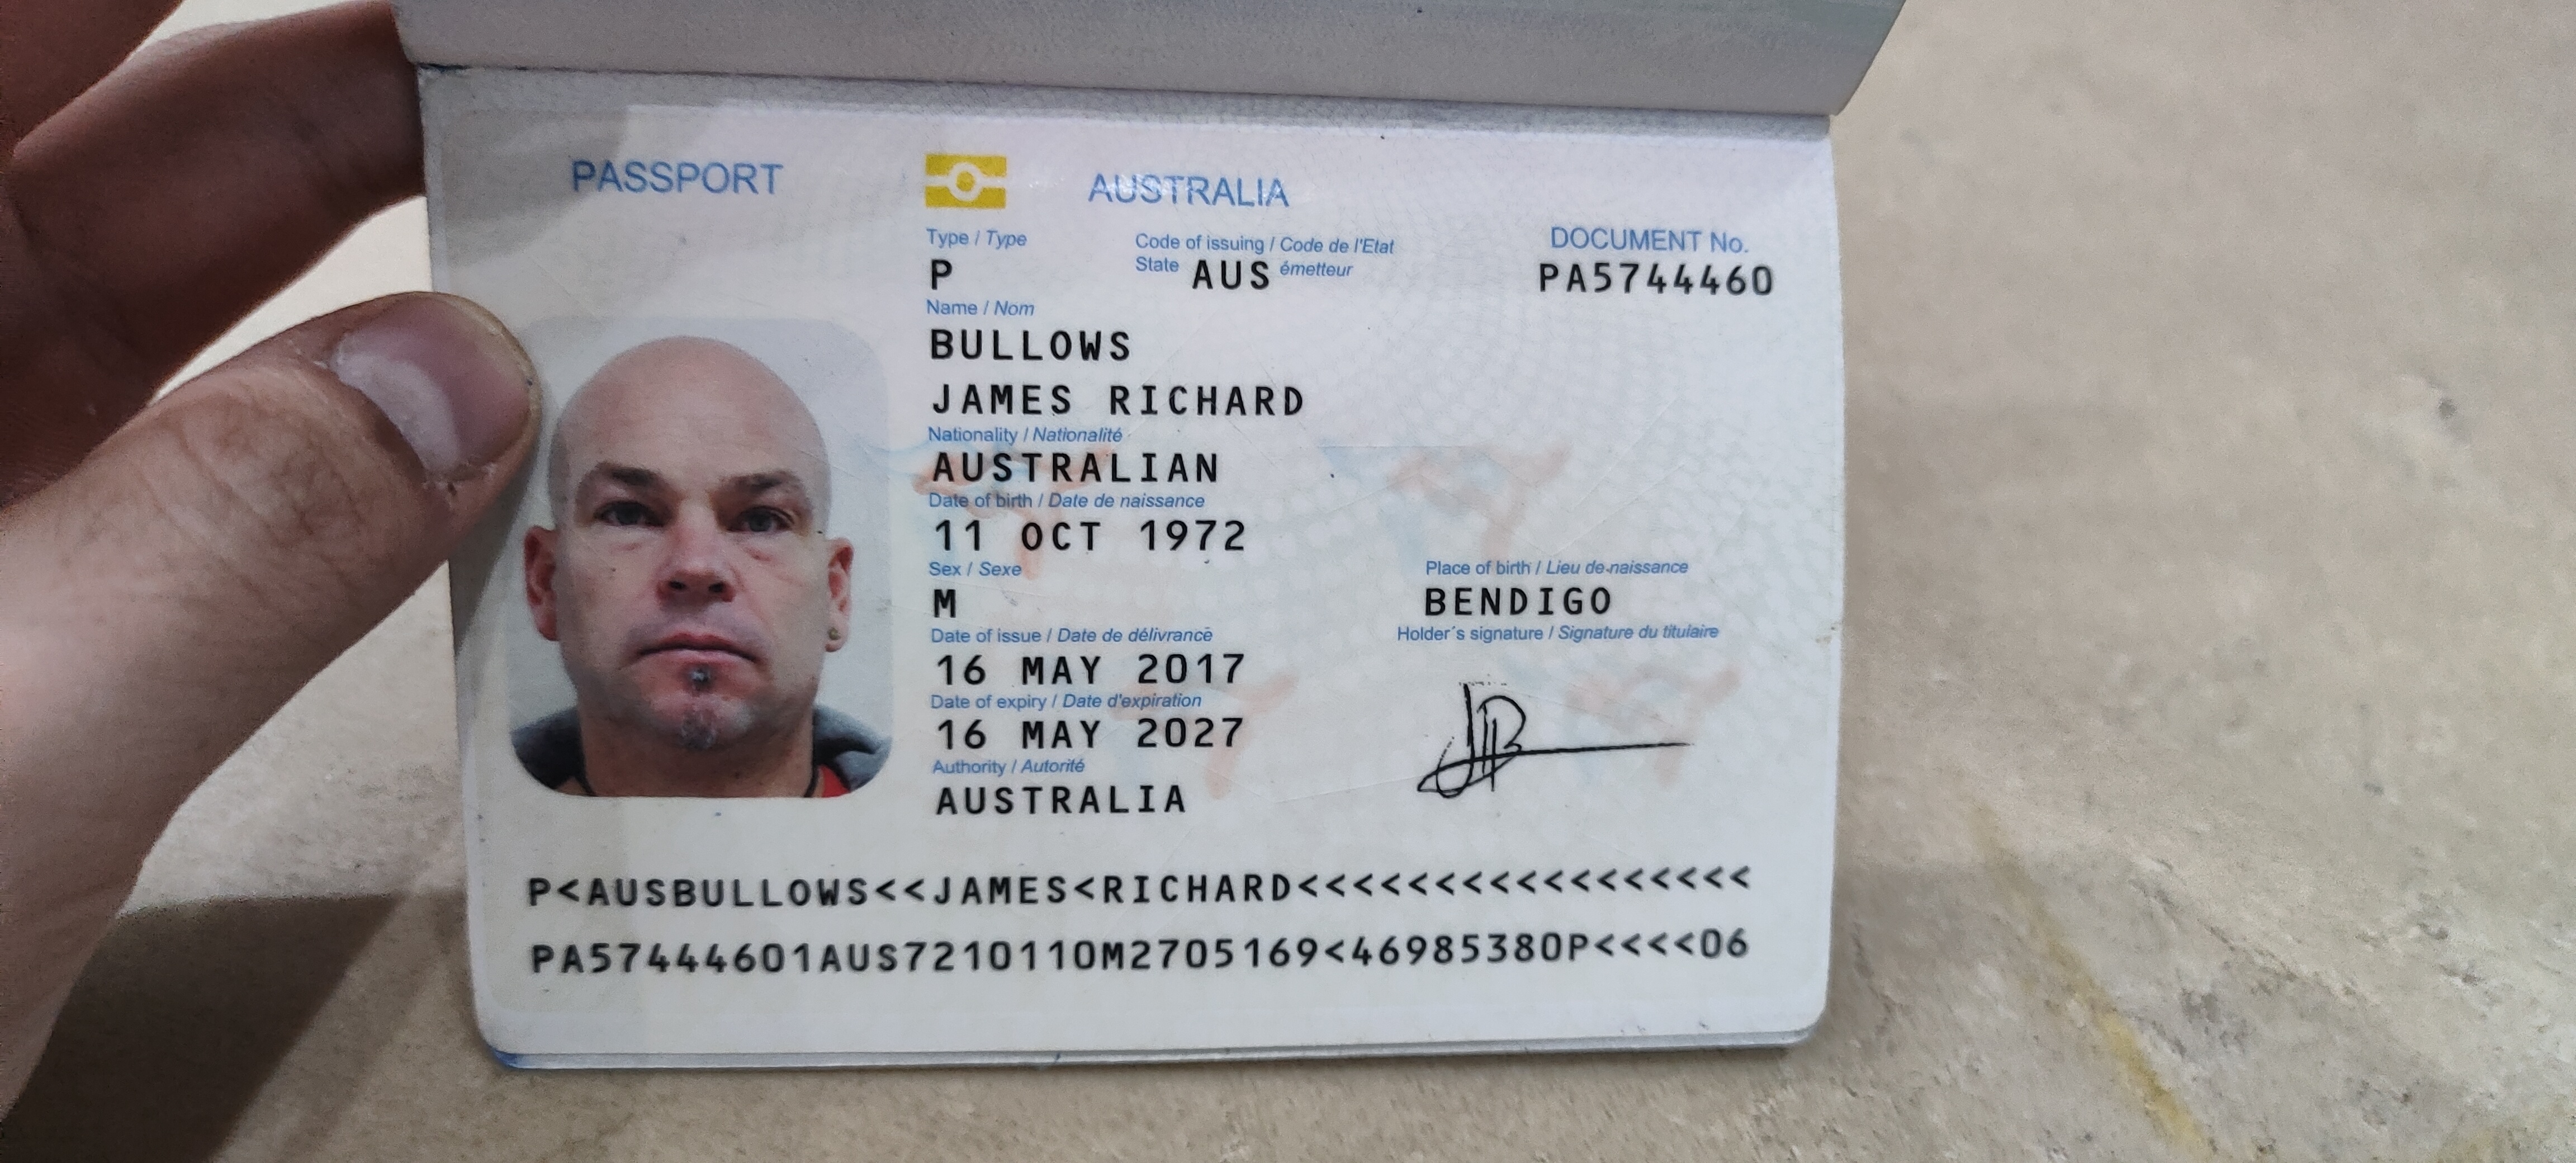 PASSPORT
AUSTRALIA
Type / Type
Code of issuing / Code de l'Etat
State émetteur
DOCUMENT No.
P
AUS
PA5744460
Name / Nom
BULLOWS
JAMES RICHARD
Nationality / Nationalité
AUSTRALIAN
Date of birth / Date de naissance
11 OCT 1972
Sex / Sexe
Place of birth / Lieu de naissance
M
BENDIGO
Date of issue / Date de délivrance
Holder´s signature / Signature du titulaire
16 MAY 2017
Date of expiry / Date d'expiration
16 MAY 2027
Authority / Autorité
AUSTRALIA
P<AUSBULLOWS<<JAMES<RICHARD<<<<<<<<<<<<<<<<<
PA57444601AUS7210110M2705169<46985380P<<<<06